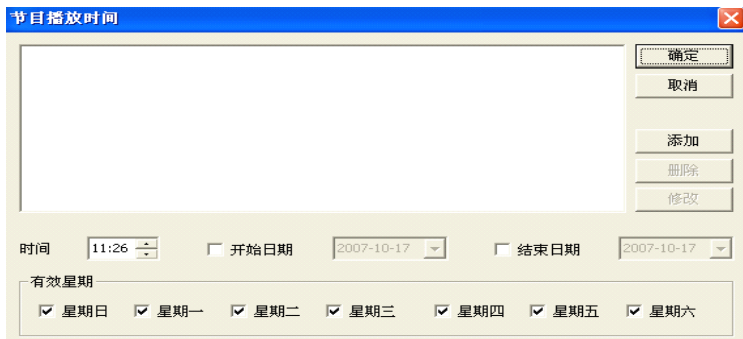 节目播放时间
确定
取消
添加
删除
修改
时间 11:26 开始日期 2007-10-17 结束日期 2007-10-17
有效星期
星期日 星期一 星期二 星期三 星期四 星期五 星期六